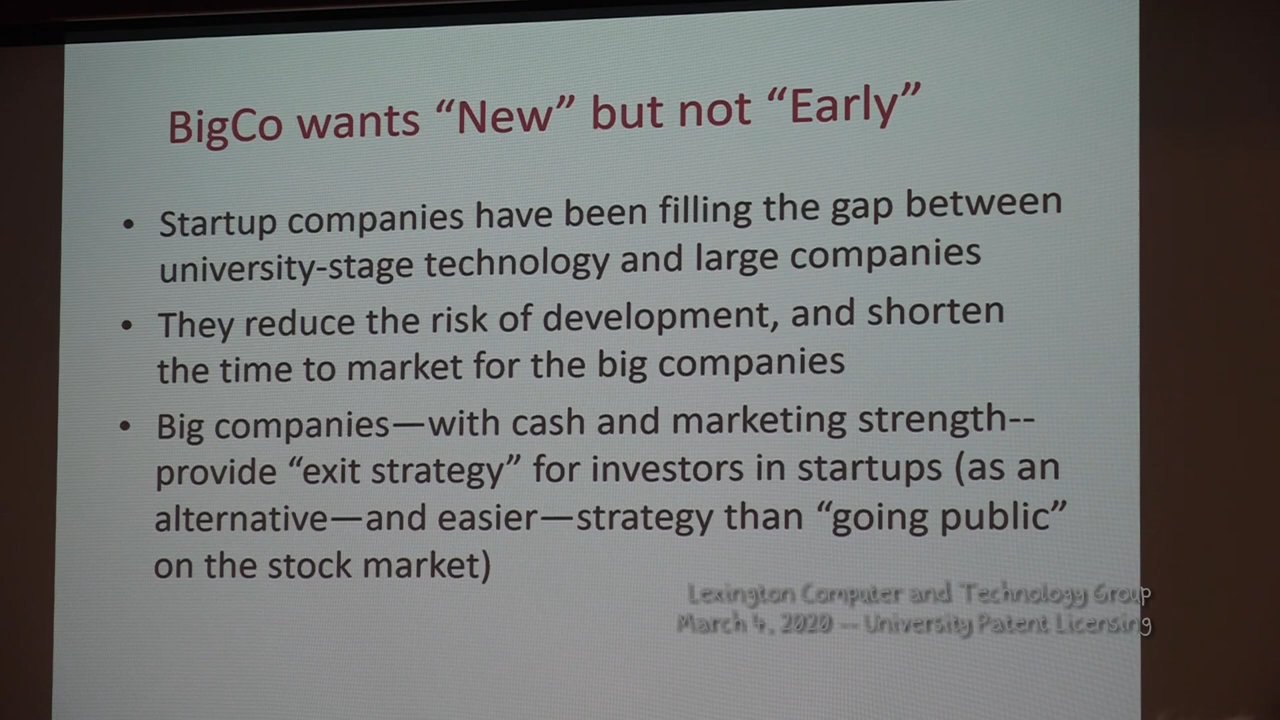 BigCo wants “New” but not “Early”
• Startup companies have been filling the gap between
university-stage technology and large companies
• They reduce the risk of development, and shorten
the time to market for the big companies
• Big companies—with cash and marketing strength--
provide “exit strategy” for investors in startups (as an
alternative—and easier—strategy than “going public”
on the stock market)
Lexington Computer and Technology Group
March 4, 2020 -- University Patent Licensing